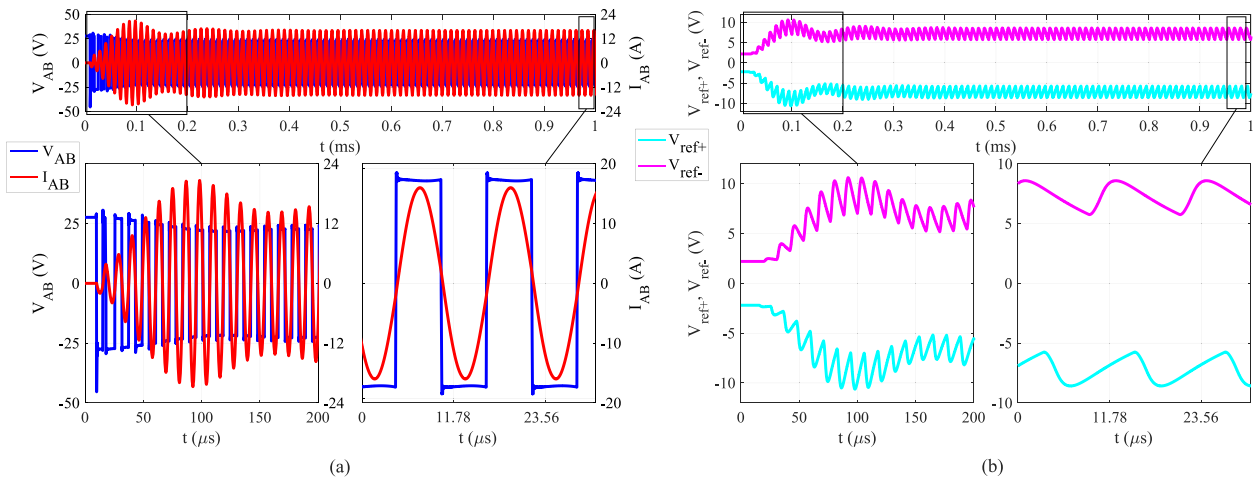 50
25
0
-25
-50
V_AB (V)
24
12
0
-12
-24
I_AB (A)
0 0.1 0.2 0.3 0.4 0.5 0.6 0.7 0.8 0.9 1
t (ms)
V_AB
I_AB
50
25
0
-25
-50
V_AB (V)
24
12
0
-12
-24
0 50 100 150 200
t (μs)
20
10
0
-10
-20
I_AB (A)
0 11.78 23.56
t (μs)
(a)
10
5
0
-5
-10
V_ref+, V_ref- (V)
0 0.1 0.2 0.3 0.4 0.5 0.6 0.7 0.8 0.9 1
t (ms)
V_ref+
V_ref-
10
5
0
-5
-10
V_ref+, V_ref- (V)
0 50 100 150 200
t (μs)
10
5
0
-5
-10
V_ref+, V_ref- (V)
0 11.78 23.56
t (μs)
(b)